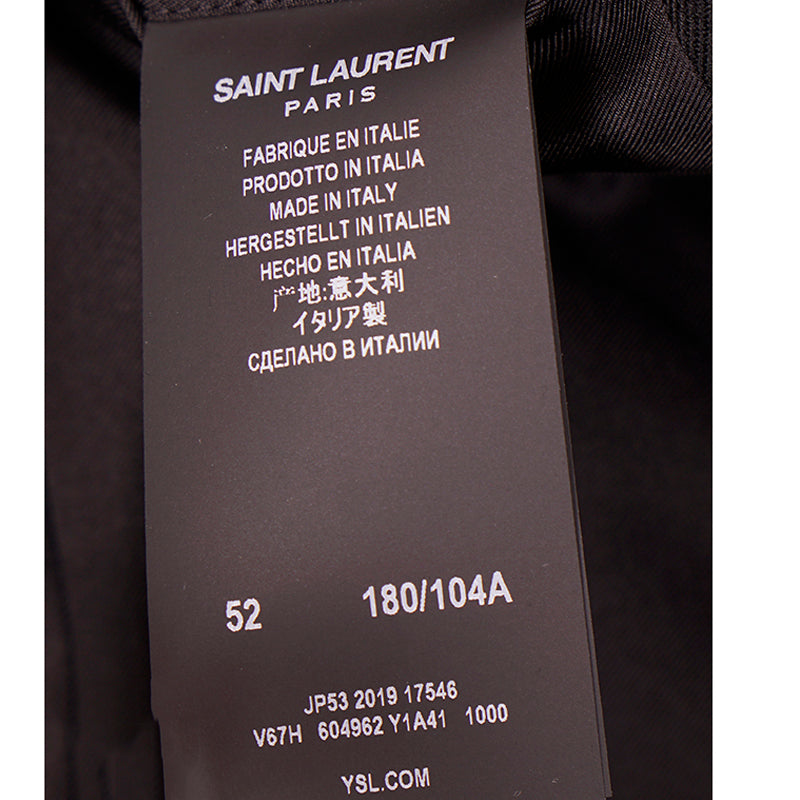 SAINT LAURENT
PARIS
FABRIQUE EN ITALIE
PRODOTTO IN ITALIA
MADE IN ITALY
HERGESTELLT IN ITALIEN
HECHO EN ITALIA
产地:意大利
イタリア製
СДЕЛАНО В ИТАЛИИ
52 180/104A
JP53 2019 17546
V67H 604962 Y1A41 1000
YSL.COM